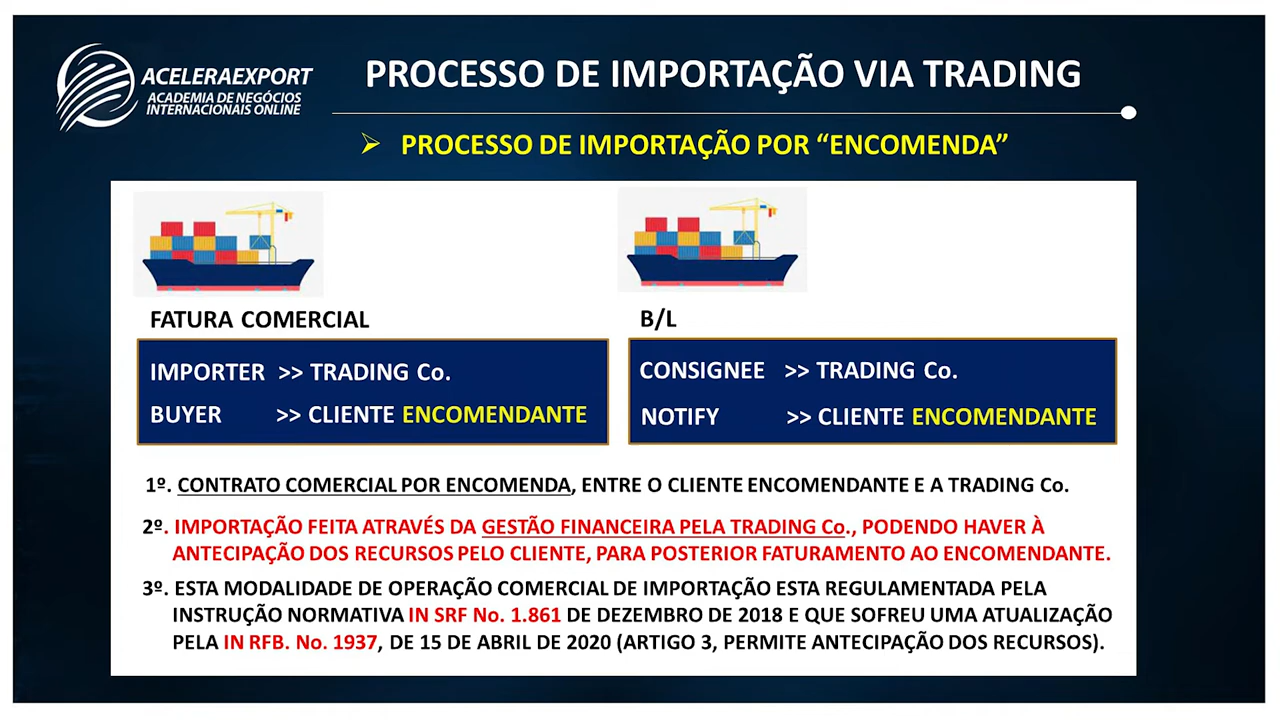 ACELERAEXPORT
ACADEMIA DE NEGÓCIOS
INTERNACIONAIS ONLINE
PROCESSO DE IMPORTAÇÃO VIA TRADING
➢ PROCESSO DE IMPORTAÇÃO POR “ENCOMENDA”
FATURA COMERCIAL
IMPORTER >> TRADING Co.
BUYER >> CLIENTE ENCOMENDANTE
B/L
CONSIGNEE >> TRADING Co.
NOTIFY >> CLIENTE ENCOMENDANTE
1º. CONTRATO COMERCIAL POR ENCOMENDA, ENTRE O CLIENTE ENCOMENDANTE E A TRADING Co.
2º. IMPORTAÇÃO FEITA ATRAVÉS DA GESTÃO FINANCEIRA PELA TRADING Co., PODENDO HAVER À
ANTECIPAÇÃO DOS RECURSOS PELO CLIENTE, PARA POSTERIOR FATURAMENTO AO ENCOMENDANTE.
3º. ESTA MODALIDADE DE OPERAÇÃO COMERCIAL DE IMPORTAÇÃO ESTA REGULAMENTADA PELA
INSTRUÇÃO NORMATIVA IN SRF No. 1.861 DE DEZEMBRO DE 2018 E QUE SOFREU UMA ATUALIZAÇÃO
PELA IN RFB. No. 1937, DE 15 DE ABRIL DE 2020 (ARTIGO 3, PERMITE ANTECIPAÇÃO DOS RECURSOS).